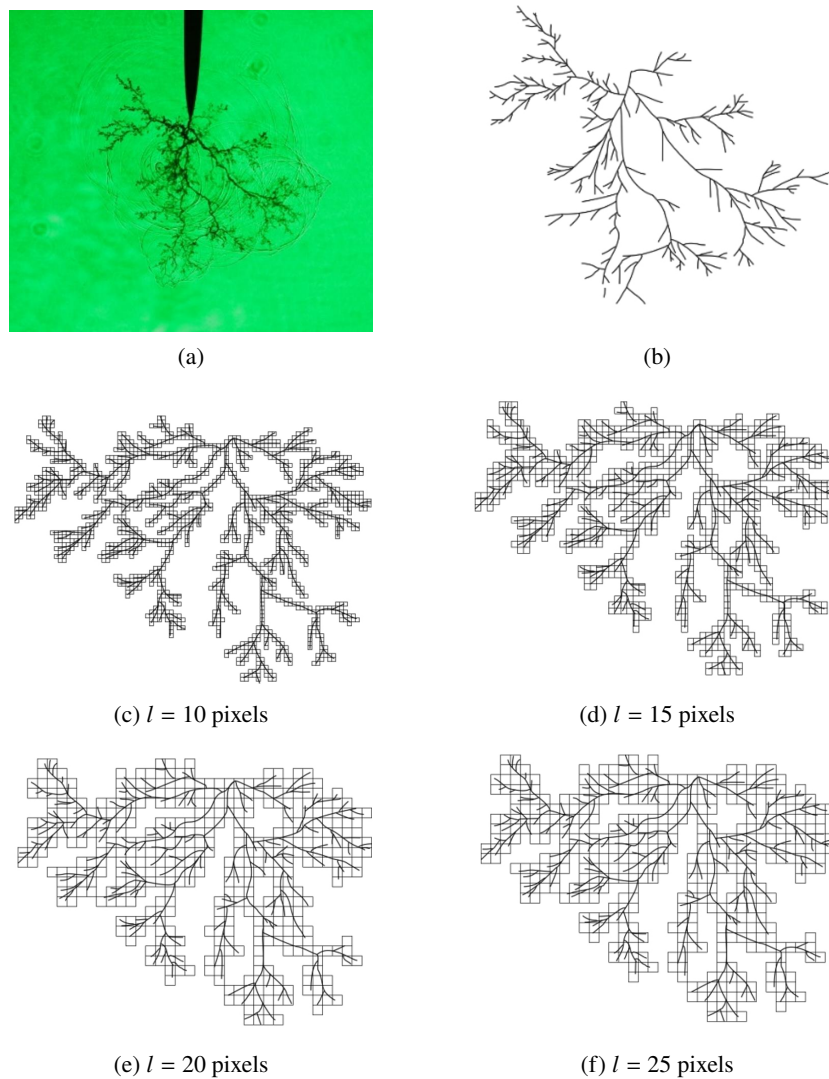 (a)
(b)
(c) l = 10 pixels
(d) l = 15 pixels
(e) l = 20 pixels
(f) l = 25 pixels